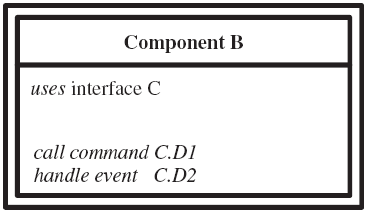 Component B
uses interface C
call command C.D1
handle event C.D2